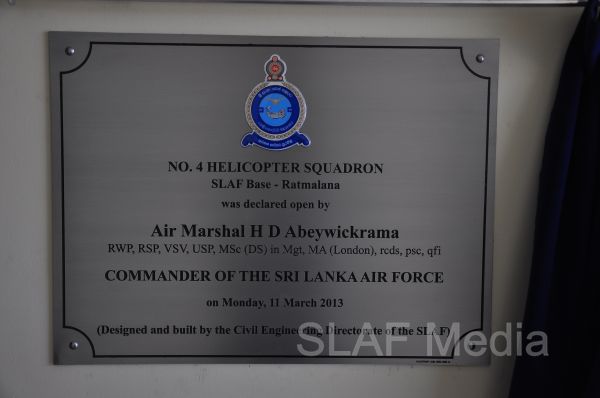 NO. 4 HELICOPTER SQUADRON
SLAF Base - Ratmalana
was declared open by
Air Marshal H D Abeywickrama
RWP, RSP, VSV, USP, MSc (DS) in Mgt, MA (London), rcds, psc, qfi
COMMANDER OF THE SRI LANKA AIR FORCE
on Monday, 11 March 2013
(Designed and built by the Civil Engineering Directorate of the SLAF)
SLAF Media